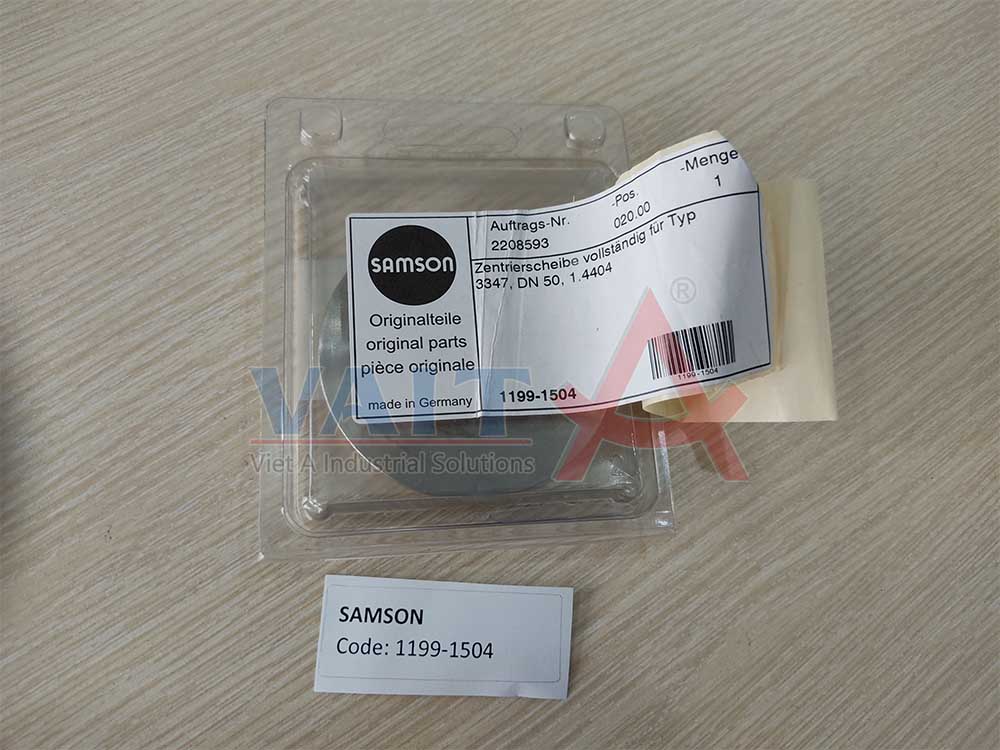 Auftrags-Nr. -Pos. -Menge
2208593 020.00 1
Zentrierscheibe vollständig für Typ
3347, DN 50, 1.4404
SAMSON
Originalteile
original parts
pièce originale
made in Germany
1199-1504
1199-1504
®
VAIT
Viet A Industrial Solutions
SAMSON
Code: 1199-1504